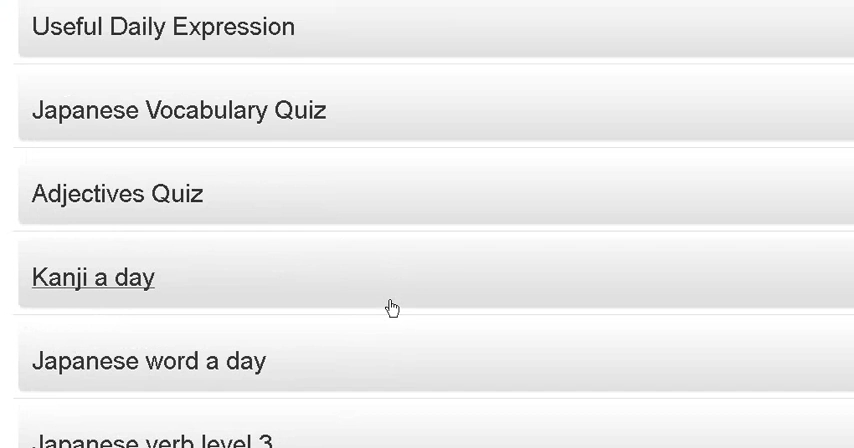 Useful Daily Expression
Japanese Vocabulary Quiz
Adjectives Quiz
Kanji a day
Japanese word a day
Japanese verb level 3